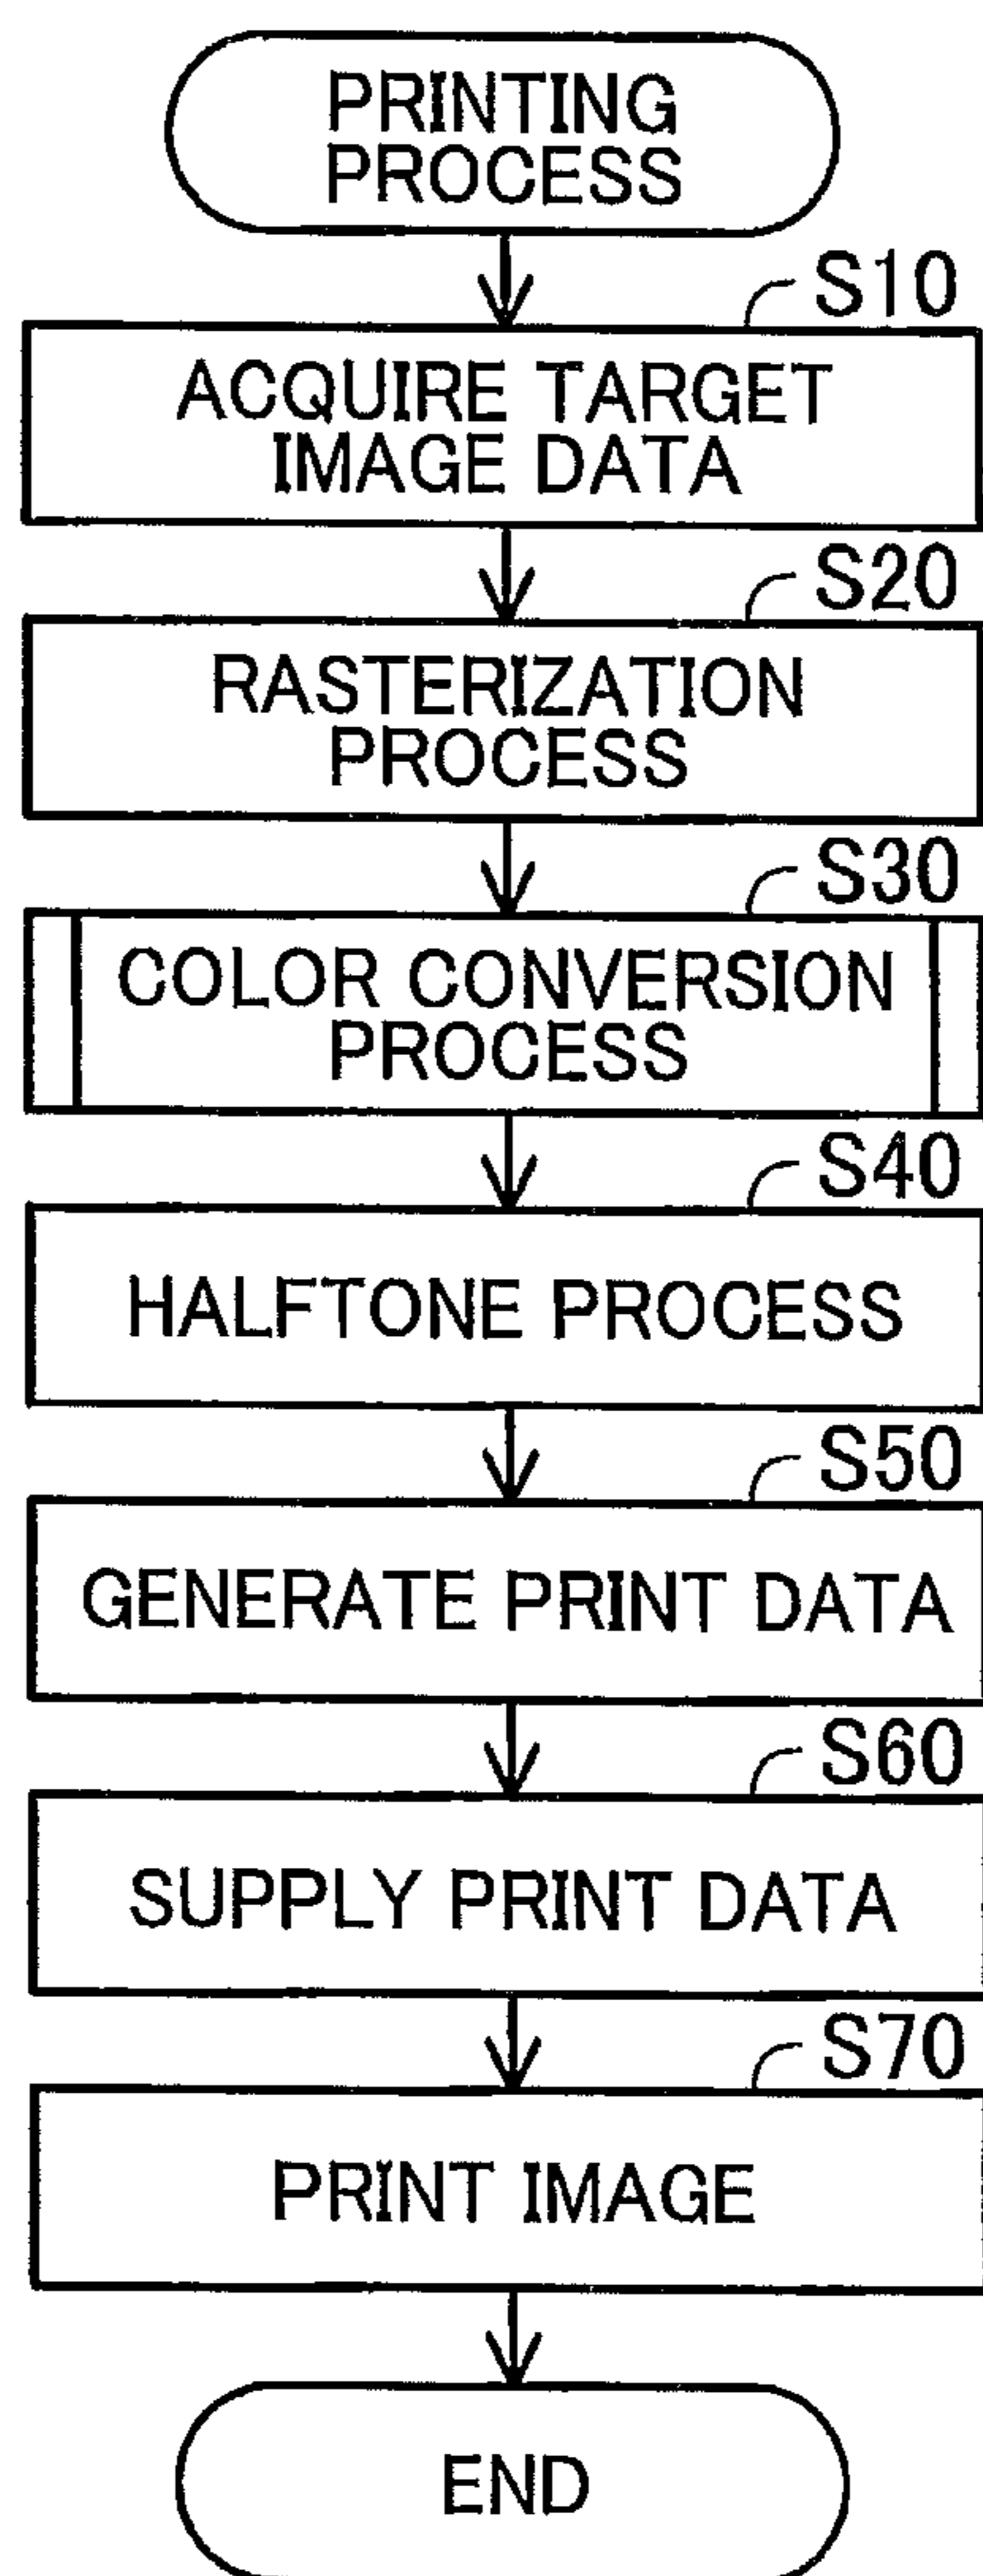 PRINTING
PROCESS
S10
ACQUIRE TARGET
IMAGE DATA
S20
RASTERIZATION
PROCESS
S30
COLOR CONVERSION
PROCESS
S40
HALFTONE PROCESS
S50
GENERATE PRINT DATA
S60
SUPPLY PRINT DATA
S70
PRINT IMAGE
END